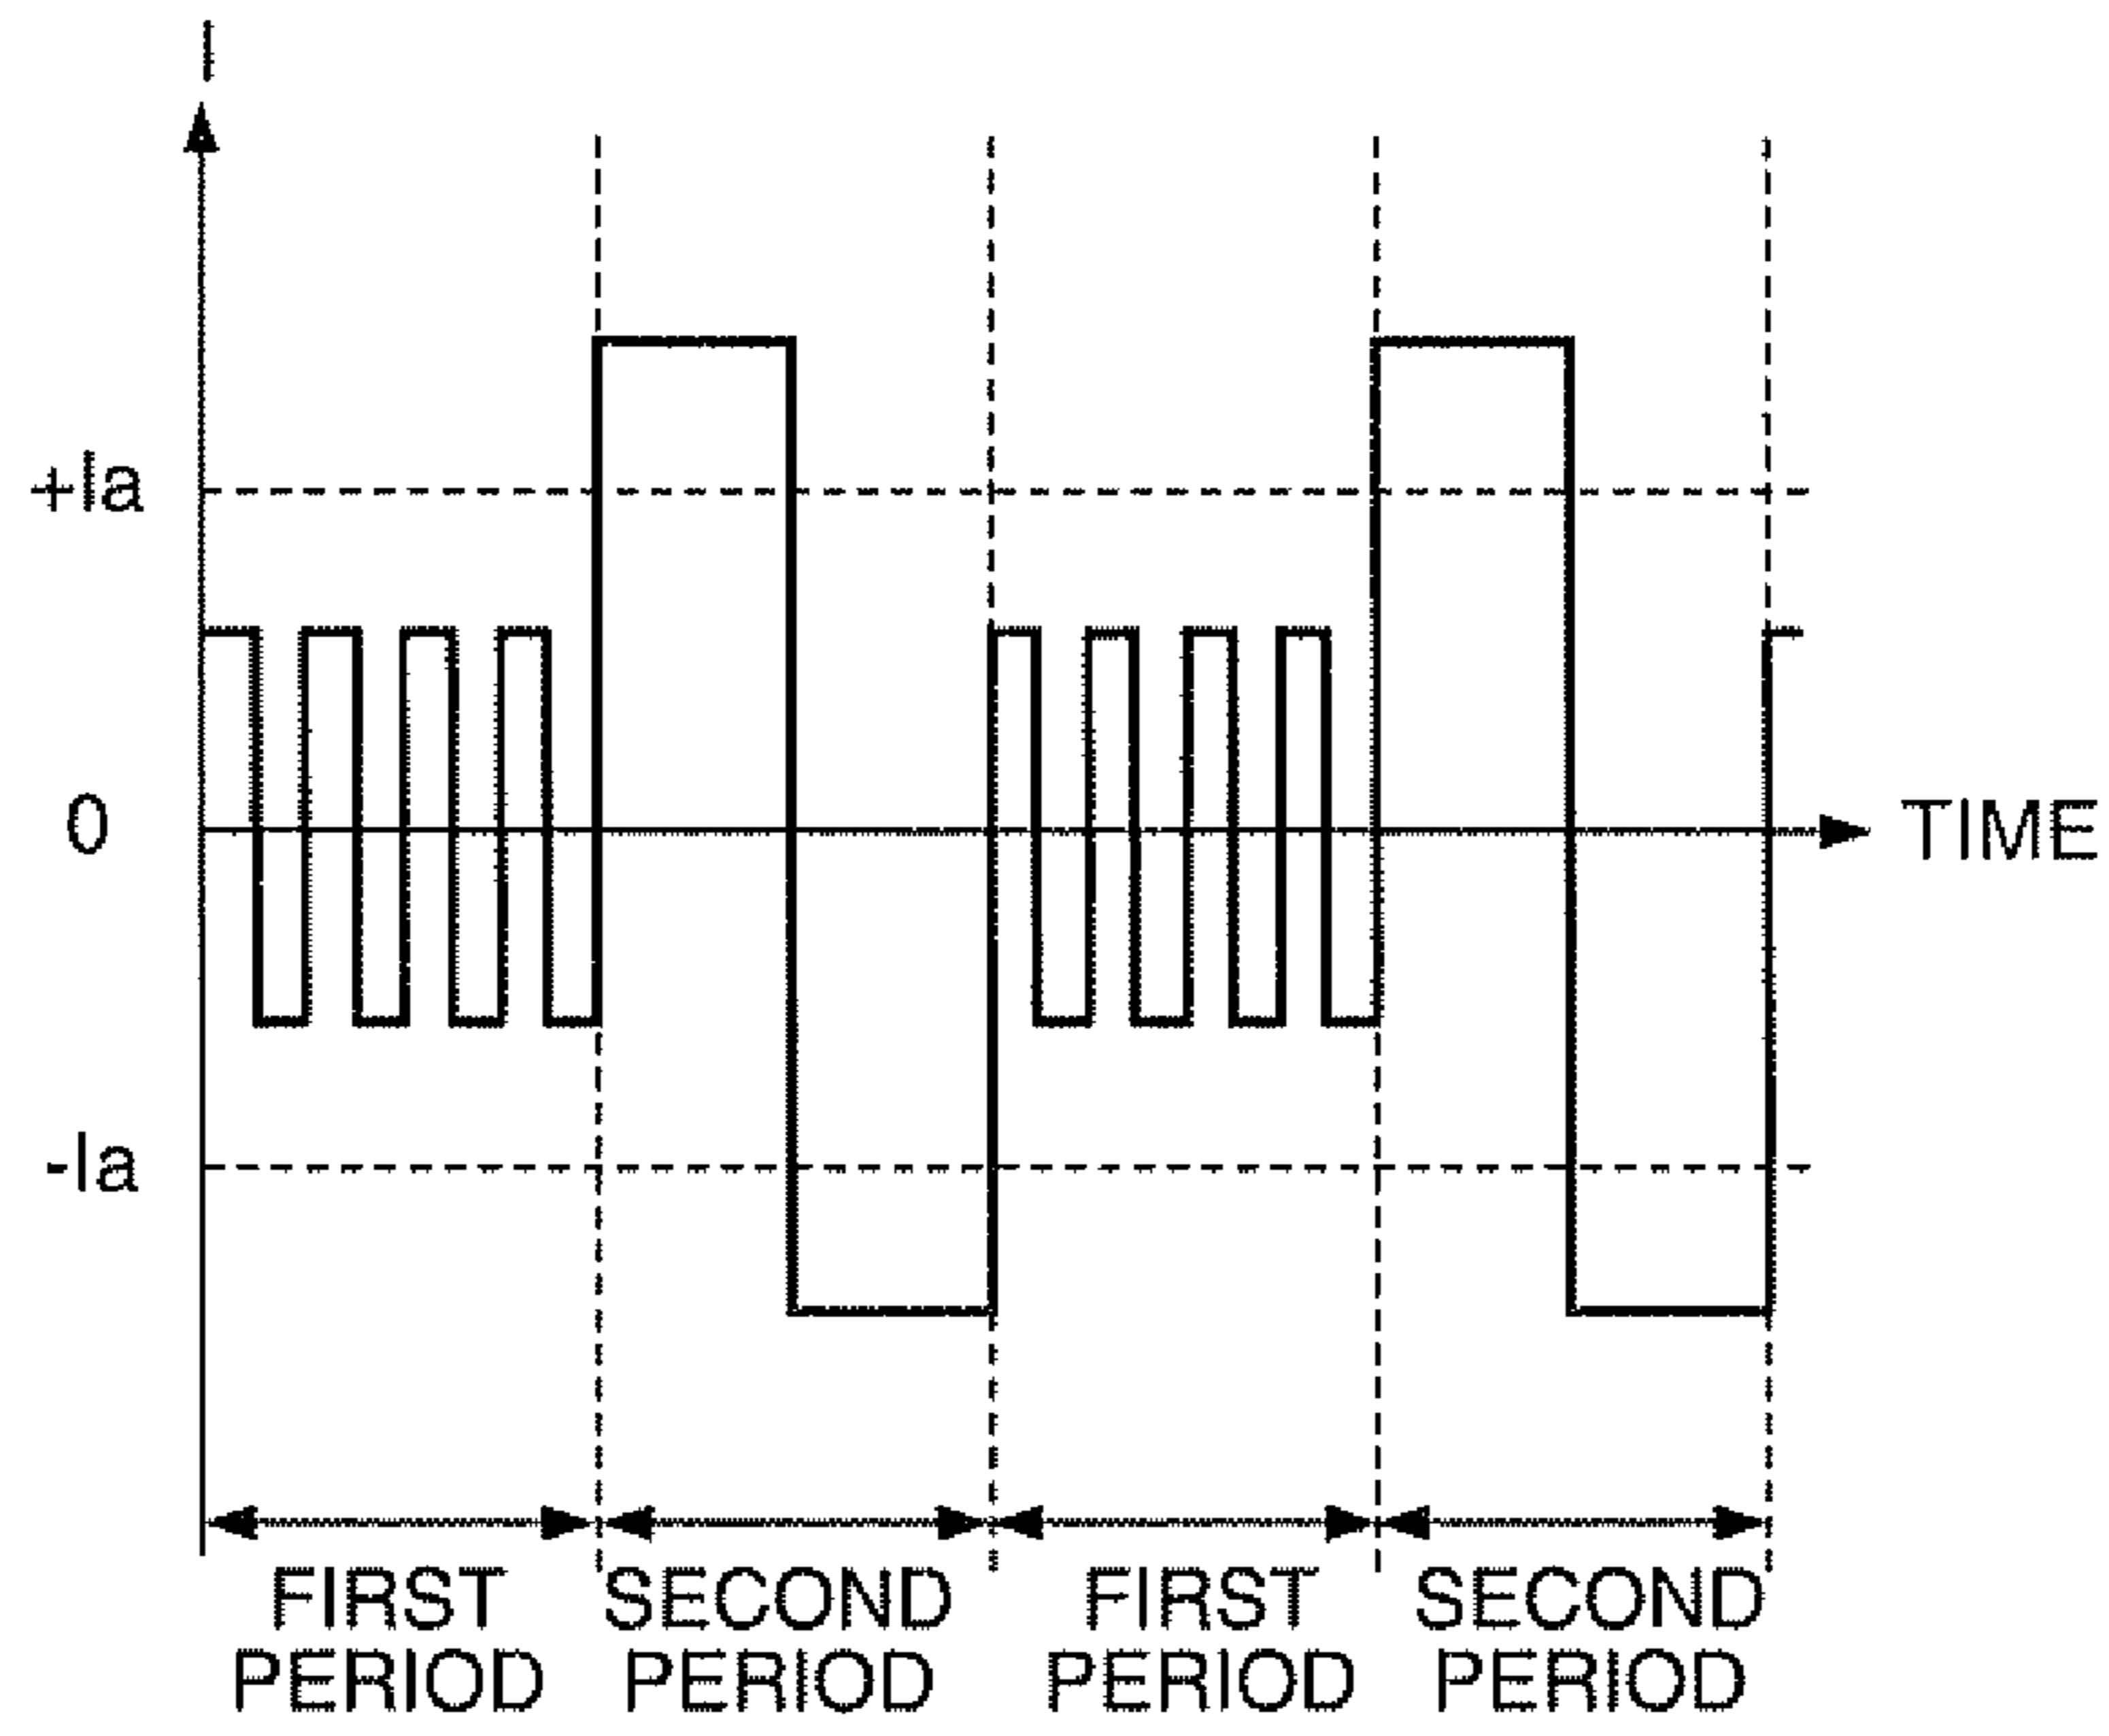 I
+Ia
0
TIME
-Ia
FIRST PERIOD
SECOND PERIOD
FIRST PERIOD
SECOND PERIOD